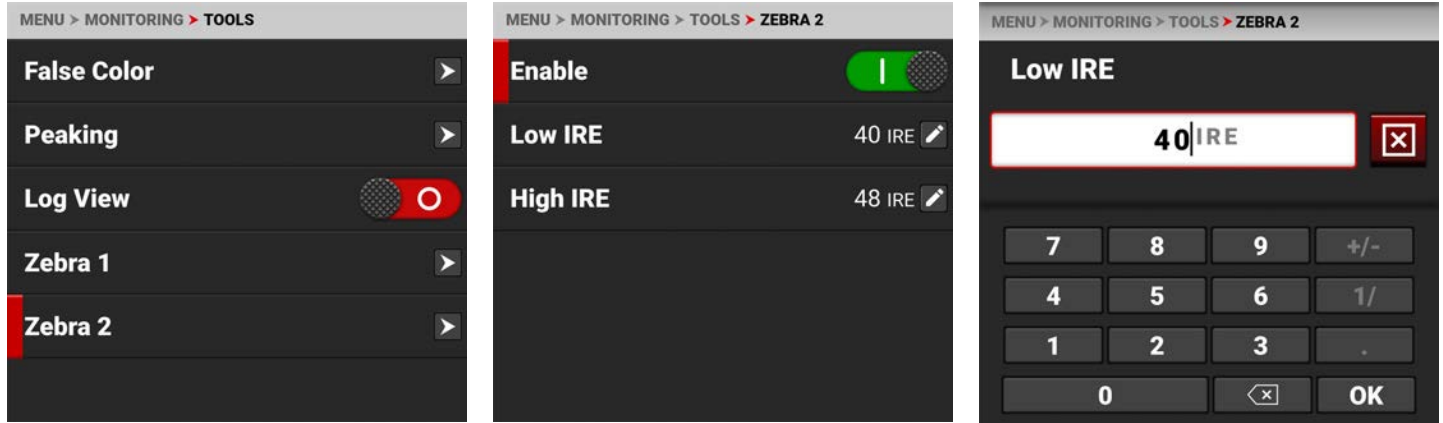 MENU > MONITORING > TOOLS
False Color
Peaking
Log View
Zebra 1
Zebra 2
MENU > MONITORING > TOOLS > ZEBRA 2
Enable
Low IRE 40 IRE
High IRE 48 IRE
MENU > MONITORING > TOOLS > ZEBRA 2
Low IRE
40 IRE
7 8 9 +/-
4 5 6 1/
1 2 3 .
0 OK